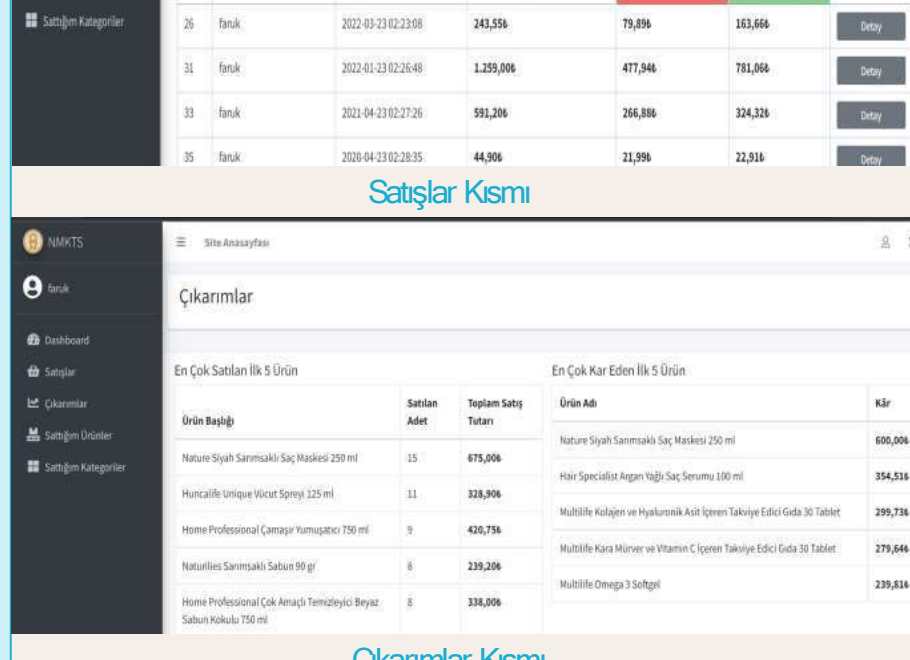 Sattığım Kategoriler
26 faruk 2022-03-23 02:23:08 243,55₺ 79,89₺ 163,66₺ Detay
31 faruk 2022-01-23 02:26:48 1.259,00₺ 477,94₺ 781,06₺ Detay
33 faruk 2021-04-23 02:27:26 591,20₺ 266,88₺ 324,32₺ Detay
35 faruk 2020-04-23 02:28:35 44,90₺ 21,99₺ 22,91₺ Detay
Satışlar Kısmı
NMKTS
Site Anasayfası
faruk
Çıkarımlar
Dashboard
Satışlar
Çıkarımlar
Sattığım Ürünler
Sattığım Kategoriler
En Çok Satılan İlk 5 Ürün
Ürün Başlığı Satılan Adet Toplam Satış Tutarı
Nature Siyah Sarımsaklı Saç Maskesi 250 ml 15 675,00₺
Huncalife Unique Vücut Spreyi 125 ml 11 328,90₺
Home Professional Çamaşır Yumuşatıcı 750 ml 9 420,75₺
Naturilies Sarımsaklı Sabun 90 gr 8 239,20₺
Home Professional Çok Amaçlı Temizleyici Beyaz 8 338,00₺
Sabun Kokulu 750 ml
En Çok Kar Eden İlk 5 Ürün
Ürün Adı Kâr
Nature Siyah Sarımsaklı Saç Maskesi 250 ml 600,00₺
Hair Specialist Argan Yağlı Saç Serumu 100 ml 354,51₺
Multilife Kolajen ve Hyaluronik Asit İçeren Takviye Edici Gıda 30 Tablet 299,73₺
Multilife Kara Mürver ve Vitamin C İçeren Takviye Edici Gıda 30 Tablet 279,64₺
Multilife Omega 3 Softgel 239,81₺
Çıkarımlar Kısmı